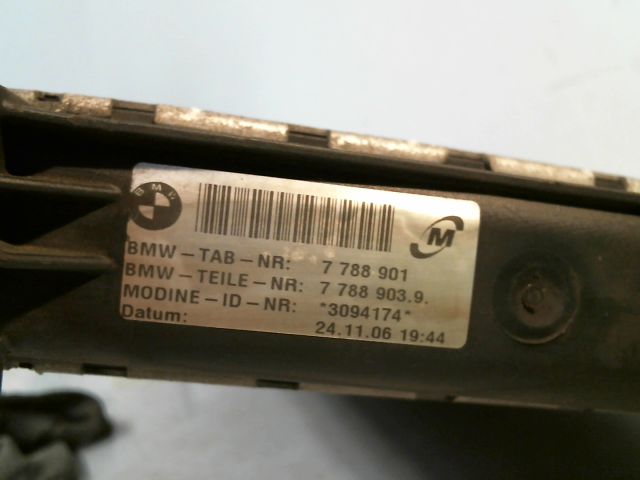 BMW
M
BMW-TAB-NR: 7 788 901
BMW-TEILE-NR: 7 788 903.9.
MODINE-ID-NR: *3094174*
Datum: 24.11.06 19:44